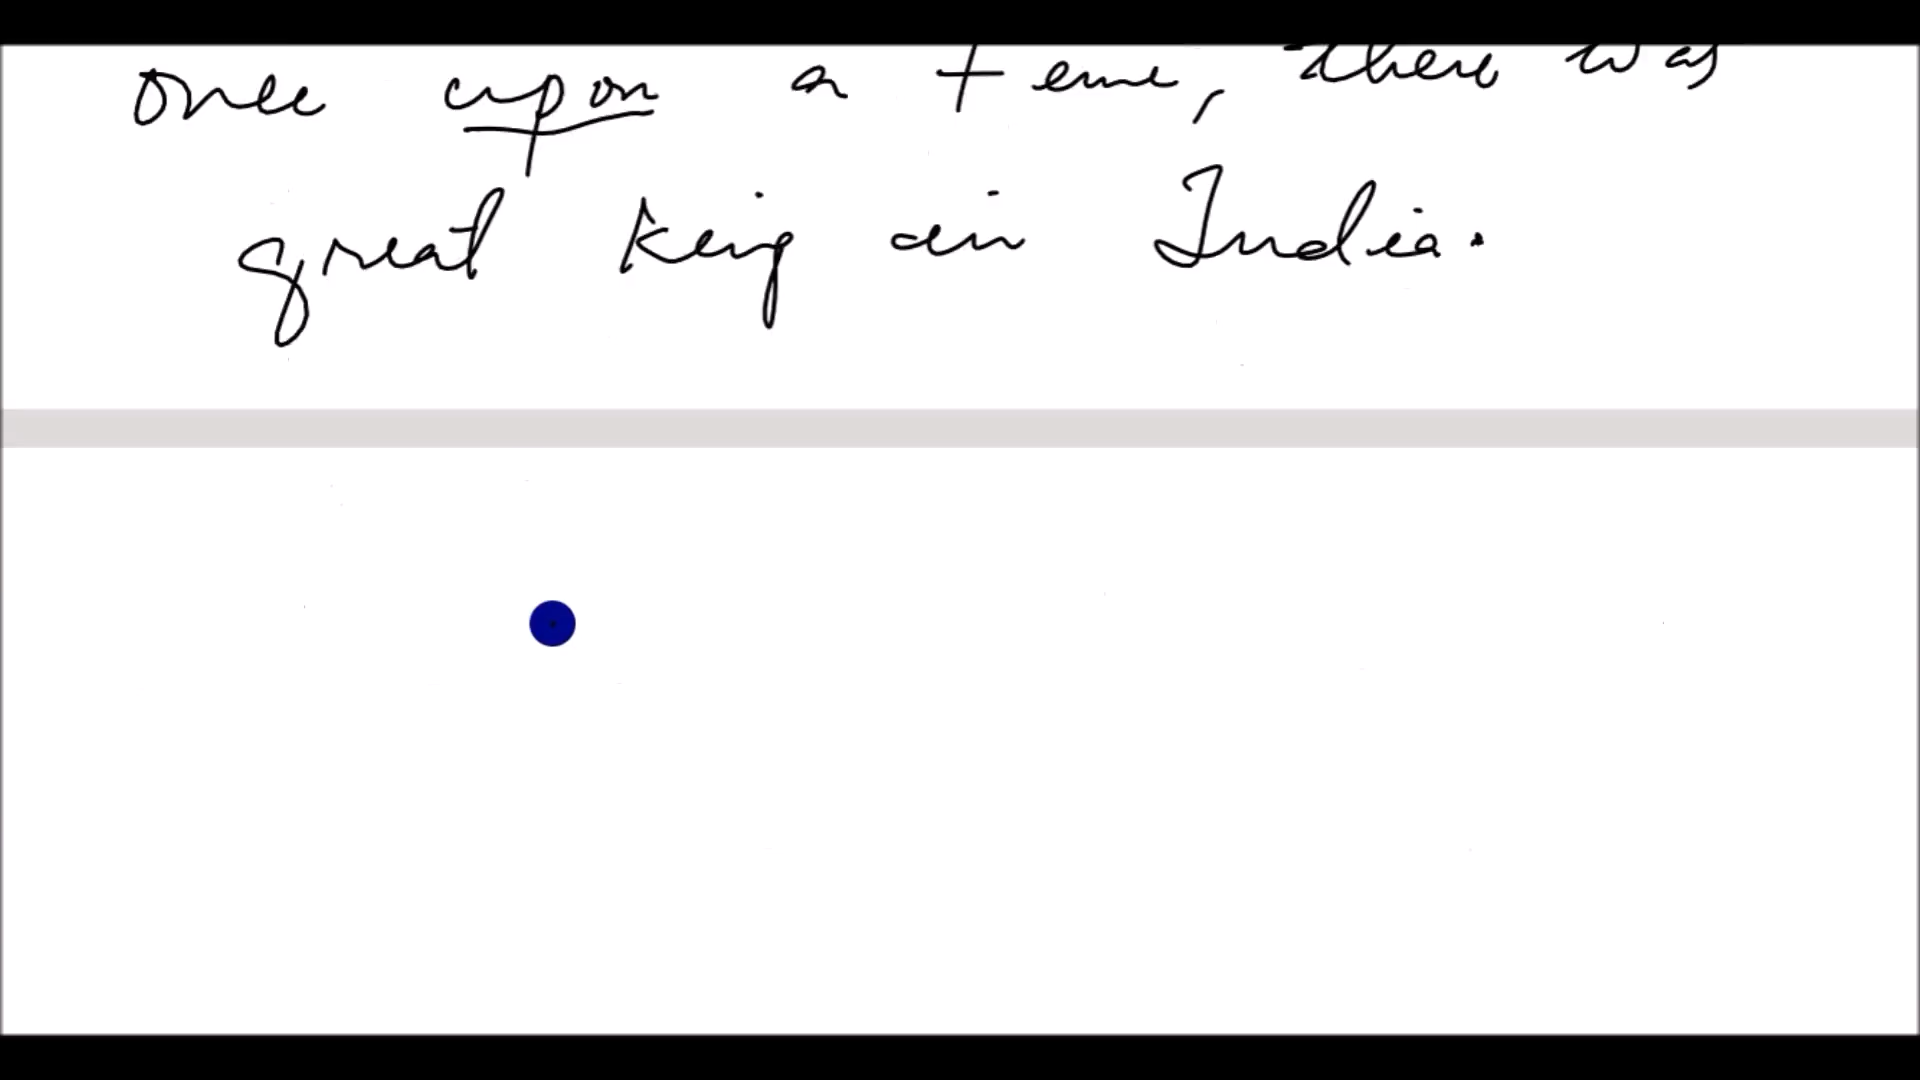 once upon a time, there was
great king in India.